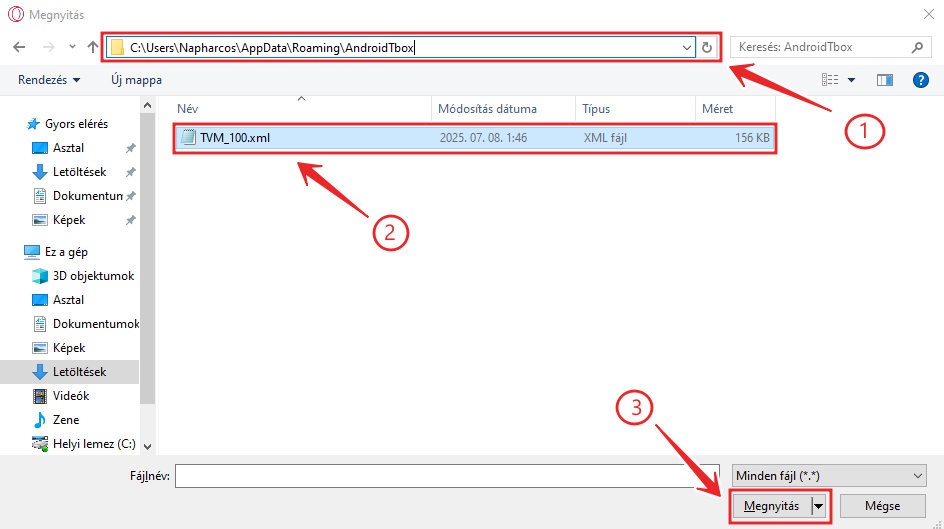 Megnyitás
C:\Users\Napharcos\AppData\Roaming\AndroidTbox
Keresés: AndroidTbox
Rendezés
Új mappa
?
1
Név
Módosítás dátuma
Típus
Méret
TVM_100.xml
2025. 07. 08. 1:46
XML fájl
156 KB
2
Gyors elérés
Asztal
Letöltések
Dokumentum
Képek
Ez a gép
3D objektumok
Asztal
Dokumentumok
Képek
Letöltések
Videók
Zene
Helyi lemez (C:)
3
Fájlnév:
Minden fájl (*.*)
Megnyitás
Mégse